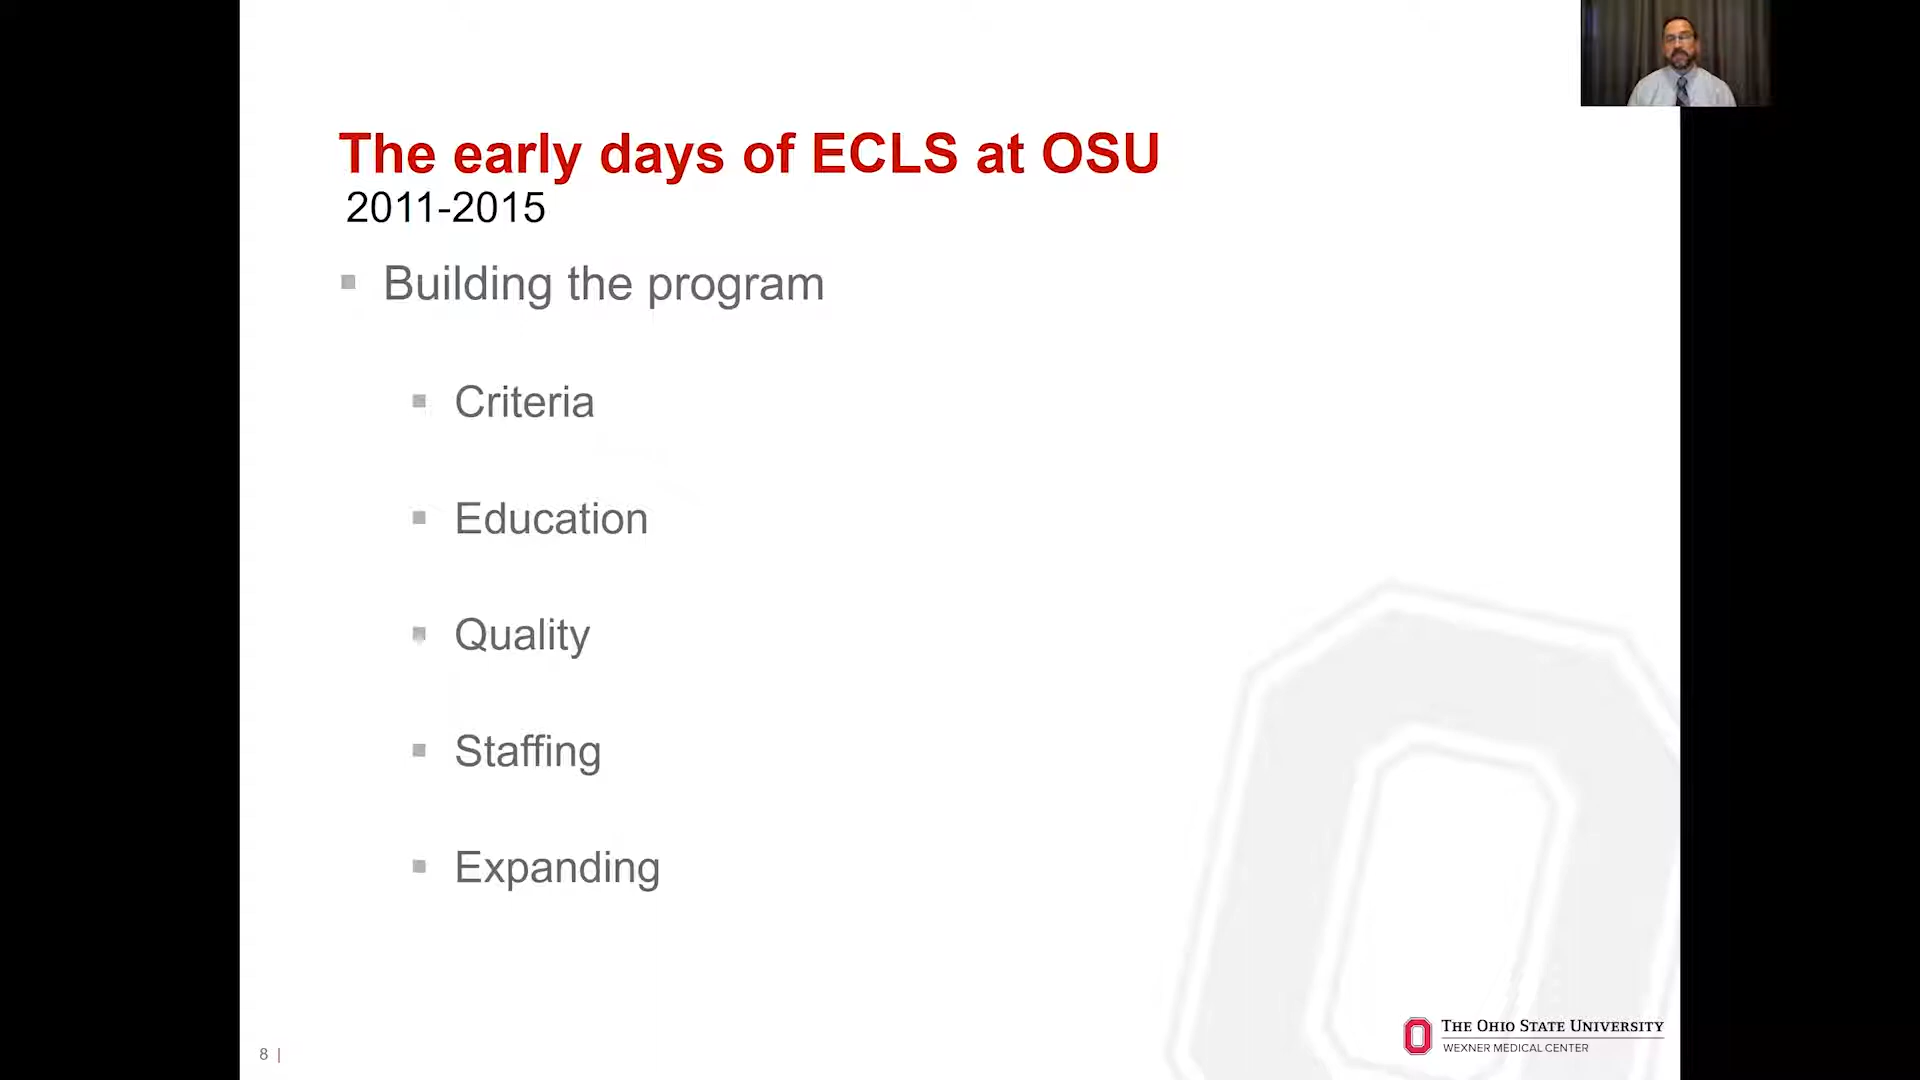 The early days of ECLS at OSU
2011-2015
Building the program
Criteria
Education
Quality
Staffing
Expanding
8 |
THE OHIO STATE UNIVERSITY
WEXNER MEDICAL CENTER